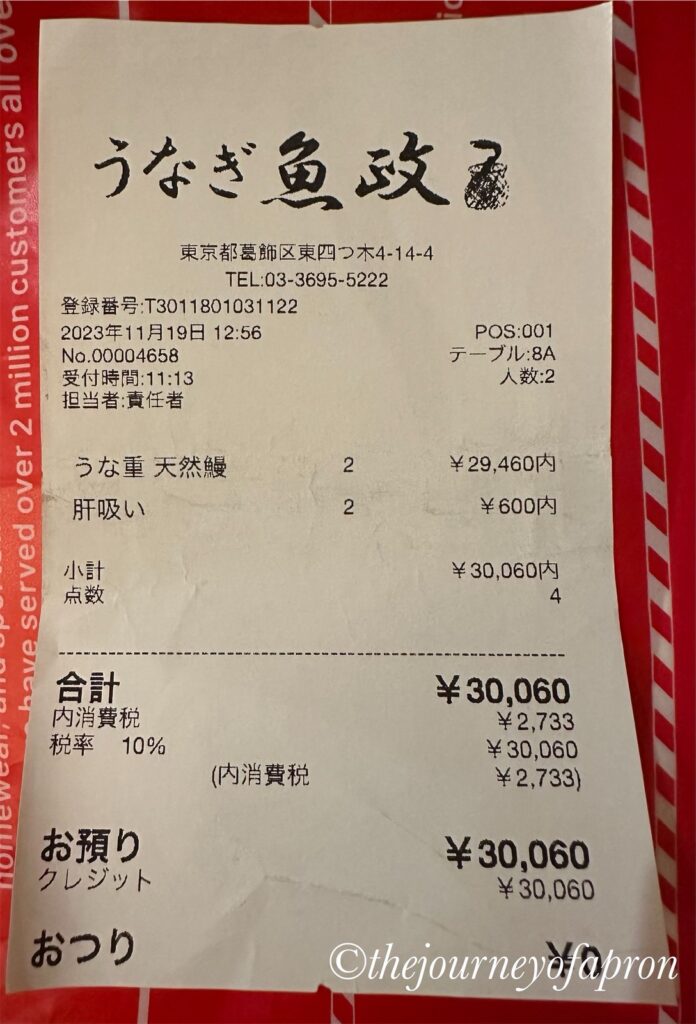 うなぎ魚政
東京都葛飾区東四つ木4-14-4
TEL:03-3695-5222
登録番号:T3011801031122
2023年11月19日 12:56 POS:001
No.00004658 テーブル:8A
受付時間:11:13 人数:2
担当者:責任者
うな重 天然鰻 2 ¥29,460内
肝吸い 2 ¥600内
小計 ¥30,060内
点数 4
合計 ¥30,060
内消費税 ¥2,733
税率 10% ¥30,060
(内消費税 ¥2,733)
お預り ¥30,060
クレジット ¥30,060
おつり ¥0
©thejourneyofapron
homewear, and
have served over 2 million customers all over